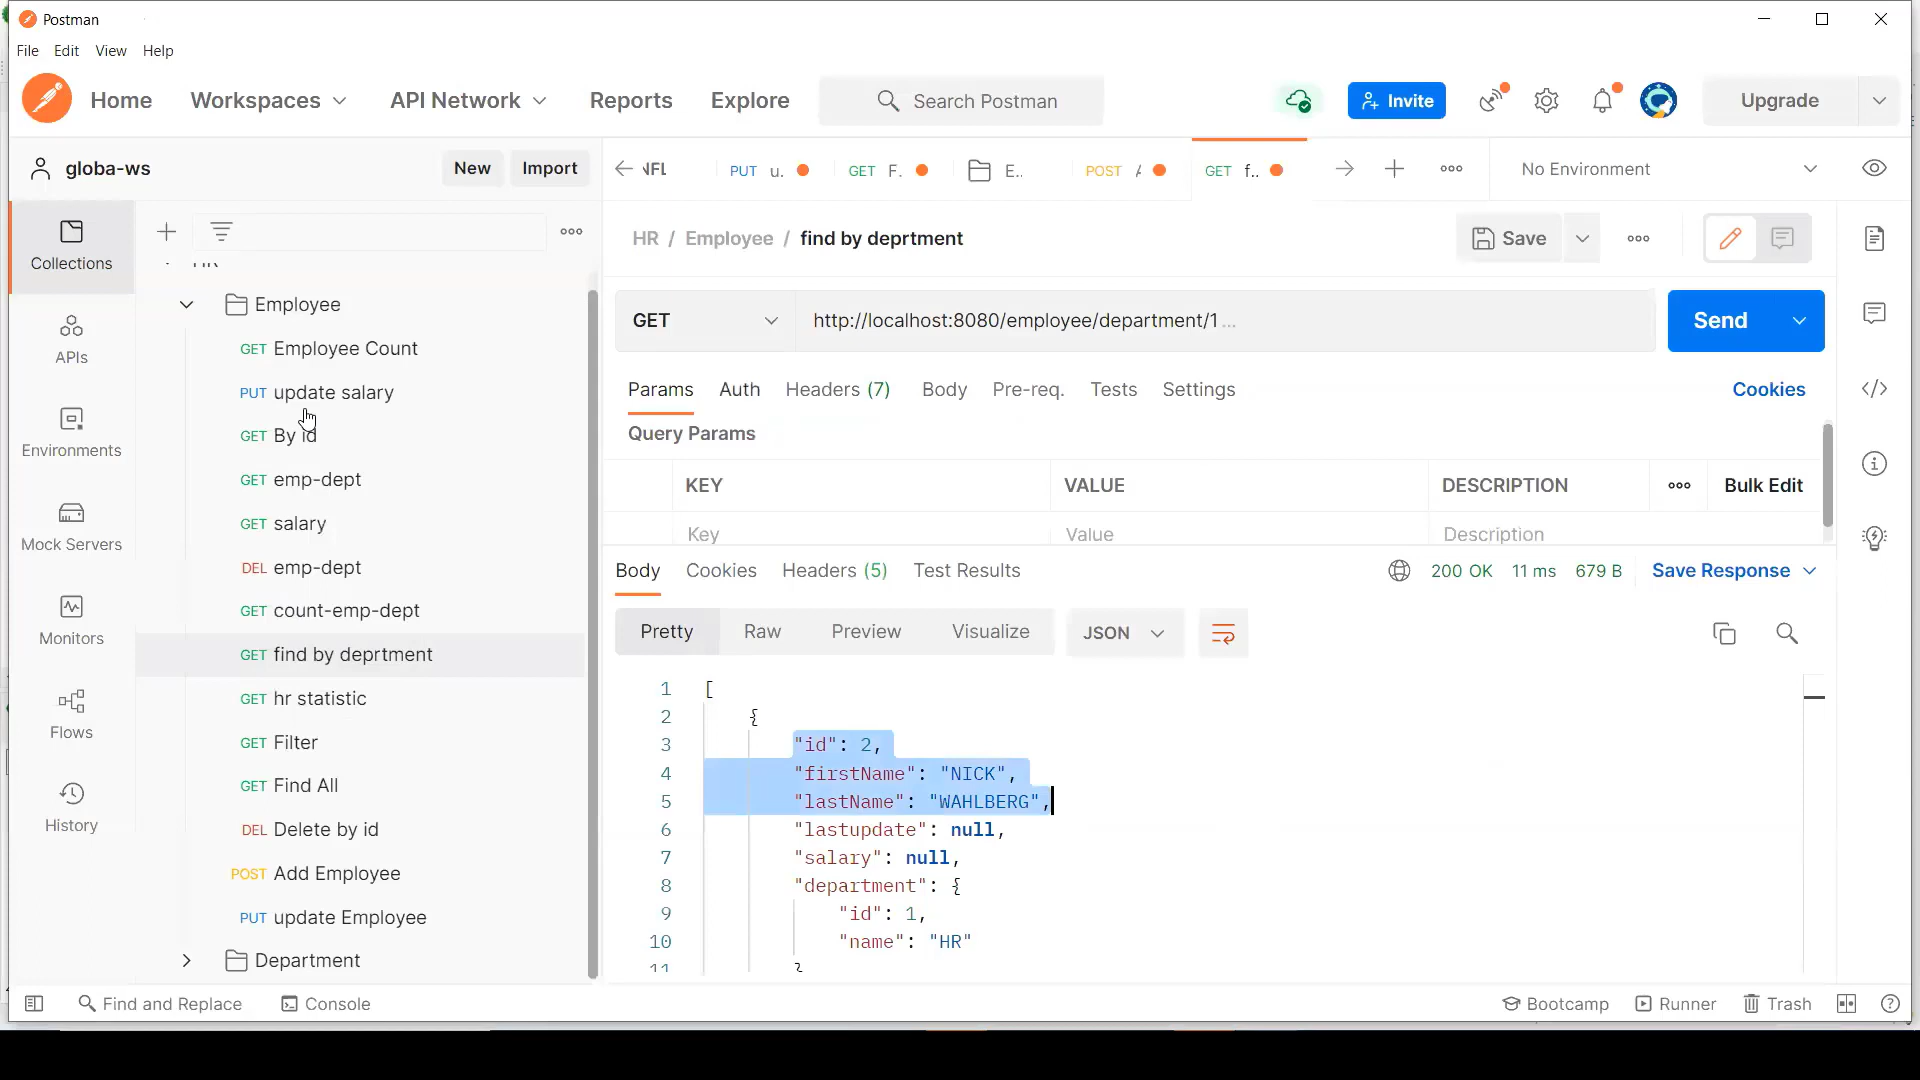 Postman
File Edit View Help
Home Workspaces API Network Reports Explore Search Postman Invite Upgrade
globa-ws New Import
NFL PUT u. GET F. E.. POST GET f.. No Environment
Collections
HR / Employee / find by deprtment Save
Employee
GET http://localhost:8080/employee/department/1 ... Send
GET Employee Count
APIs
PUT update salary
Params Auth Headers (7) Body Pre-req. Tests Settings Cookies
GET By id
Query Params
Environments
GET emp-dept
KEY VALUE DESCRIPTION Bulk Edit
GET salary
Key Value Description
Mock Servers
DEL emp-dept
Body Cookies Headers (5) Test Results 200 OK 11 ms 679 B Save Response
GET count-emp-dept
Monitors
Pretty Raw Preview Visualize JSON
GET find by deprtment
GET hr statistic
Flows
GET Filter
GET Find All
History
DEL Delete by id
POST Add Employee
PUT update Employee
Department
1 [
2 {
3 "id": 2,
4 "firstName": "NICK",
5 "lastName": "WAHLBERG",
6 "lastupdate": null,
7 "salary": null,
8 "department": {
9 "id": 1,
10 "name": "HR"
11 }
Find and Replace Console Bootcamp Runner Trash